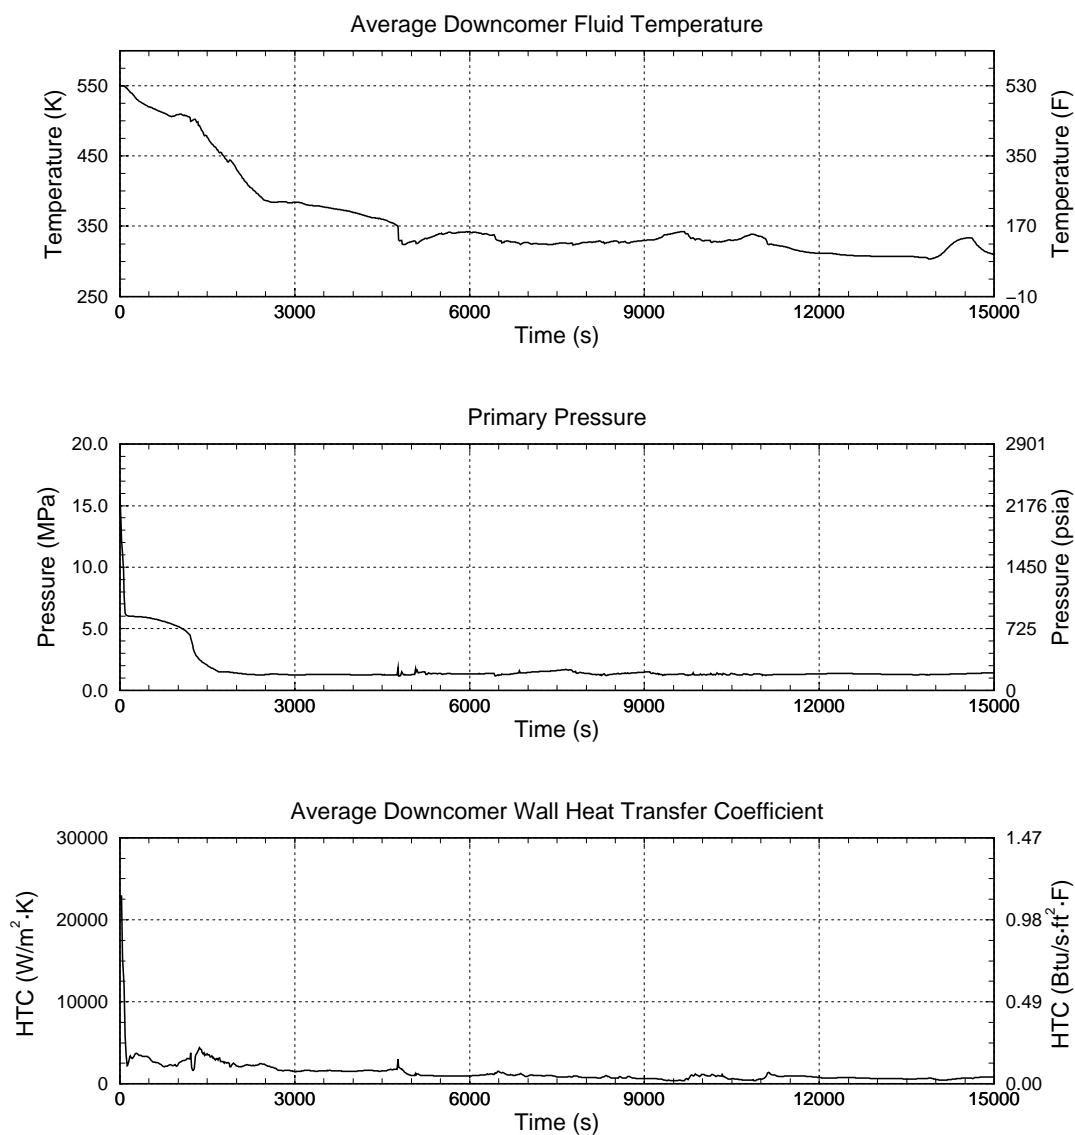 Average Downcomer Fluid Temperature
550
450
350
250
530
350
170
−10
Temperature (K)
Temperature (F)
0 3000 6000 9000 12000 15000
Time (s)
Primary Pressure
20.0
15.0
10.0
5.0
0.0
2901
2176
1450
725
0
Pressure (MPa)
Pressure (psia)
0 3000 6000 9000 12000 15000
Time (s)
Average Downcomer Wall Heat Transfer Coefficient
30000
20000
10000
0
1.47
0.98
0.49
0.00
HTC (W/m²·K)
HTC (Btu/s·ft²·F)
0 3000 6000 9000 12000 15000
Time (s)